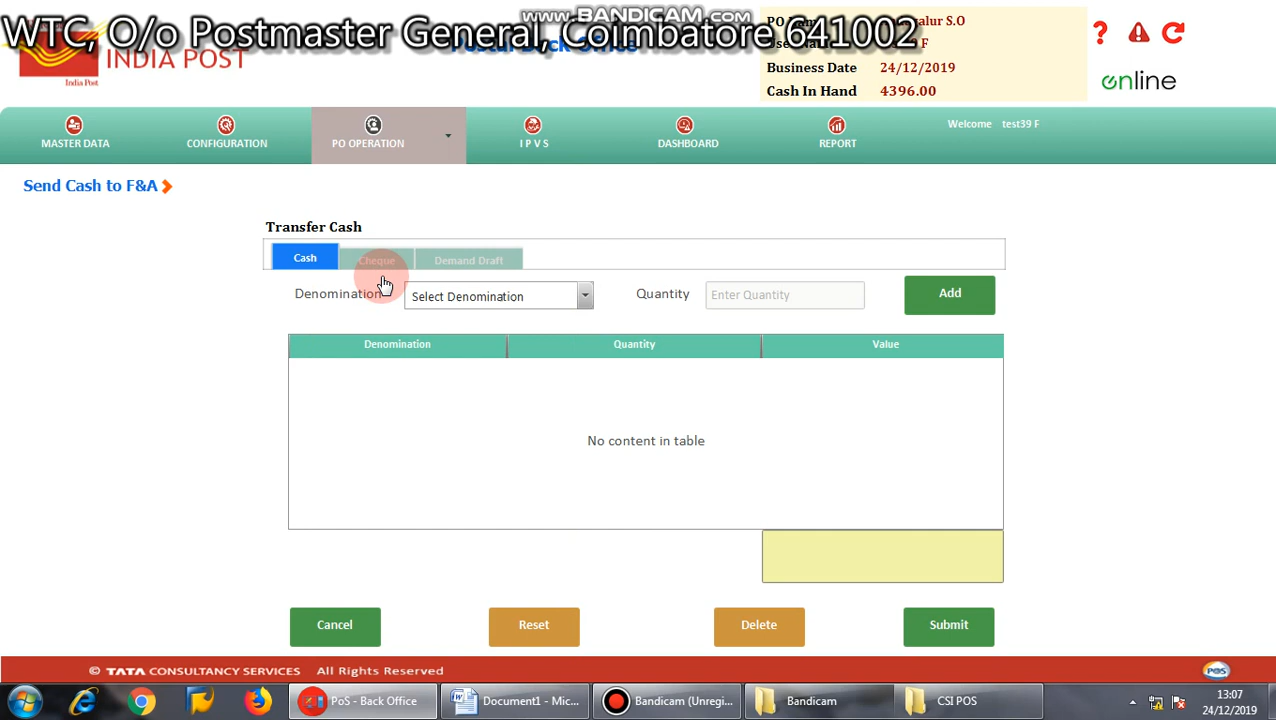 WWW.BANDICAM.COM
WTC, O/o Postmaster General, Coimbatore 641002
INDIA POST
India Post
Business Date 24/12/2019
Cash In Hand 4396.00
online
MASTER DATA
CONFIGURATION
PO OPERATION
I P V S
DASHBOARD
REPORT
Welcome test39 F
Send Cash to F&A
Transfer Cash
Cash Cheque Demand Draft
Denomination Select Denomination Quantity Enter Quantity Add
Denomination Quantity Value
No content in table
Cancel Reset Delete Submit
© TATA CONSULTANCY SERVICES All Rights Reserved
POS
PoS - Back Office
Document1 - Mic...
Bandicam (Unregi...
Bandicam
CSI POS
13:07
24/12/2019